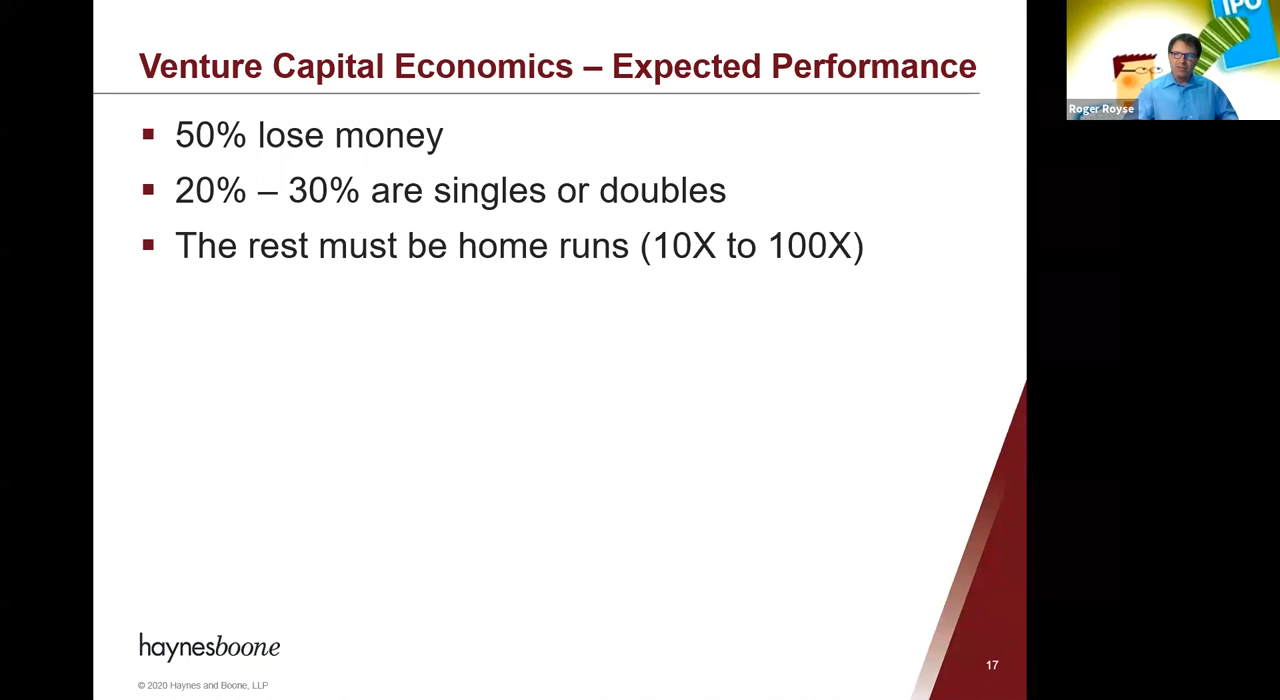 Venture Capital Economics – Expected Performance
50% lose money
20% – 30% are singles or doubles
The rest must be home runs (10X to 100X)
haynesboone
© 2020 Haynes and Boone, LLP
17
IPO
Roger Royse